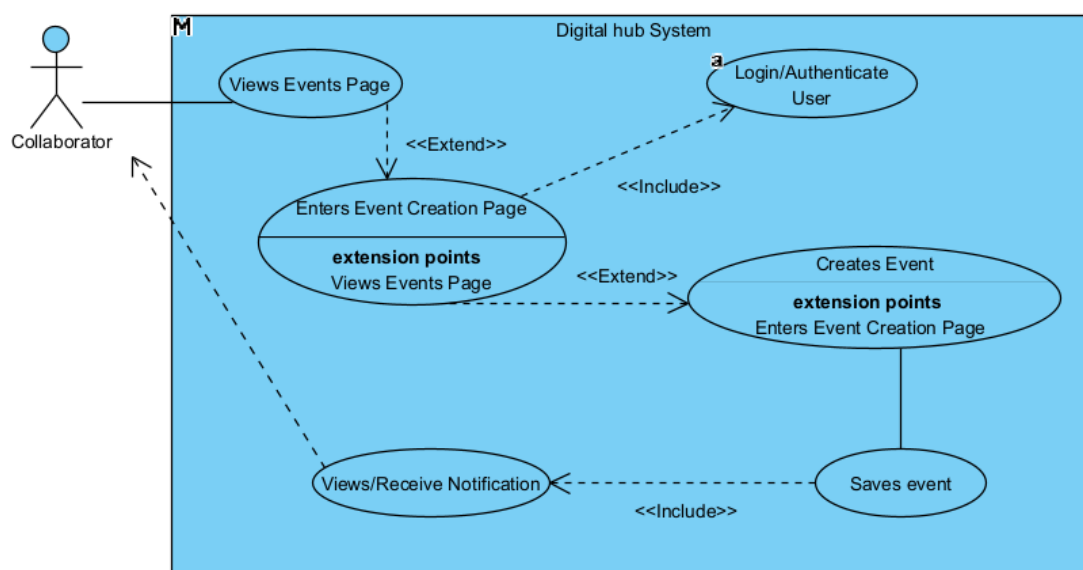 M
Digital hub System
a
Login/Authenticate
User
Views Events Page
Collaborator
<<Extend>>
<<Include>>
Enters Event Creation Page
extension points
Views Events Page
<<Extend>>
Creates Event
extension points
Enters Event Creation Page
Views/Receive Notification
<<Include>>
Saves event